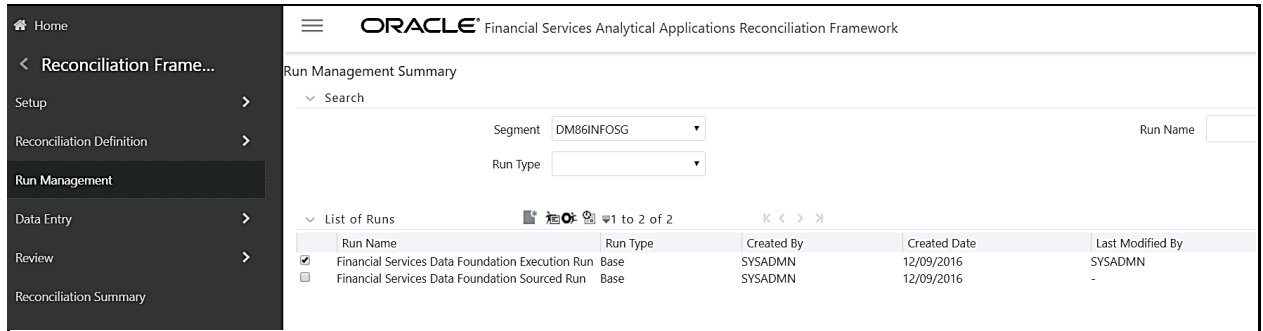 Home
Reconciliation Frame...
Setup
Reconciliation Definition
Run Management
Data Entry
Review
Reconciliation Summary
ORACLE® Financial Services Analytical Applications Reconciliation Framework
Run Management Summary
Search
Segment DM86INFOSG Run Name
Run Type
List of Runs 1 to 2 of 2
Run Name Run Type Created By Created Date Last Modified By
Financial Services Data Foundation Execution Run Base SYSADMN 12/09/2016 SYSADMN
Financial Services Data Foundation Sourced Run Base SYSADMN 12/09/2016 -